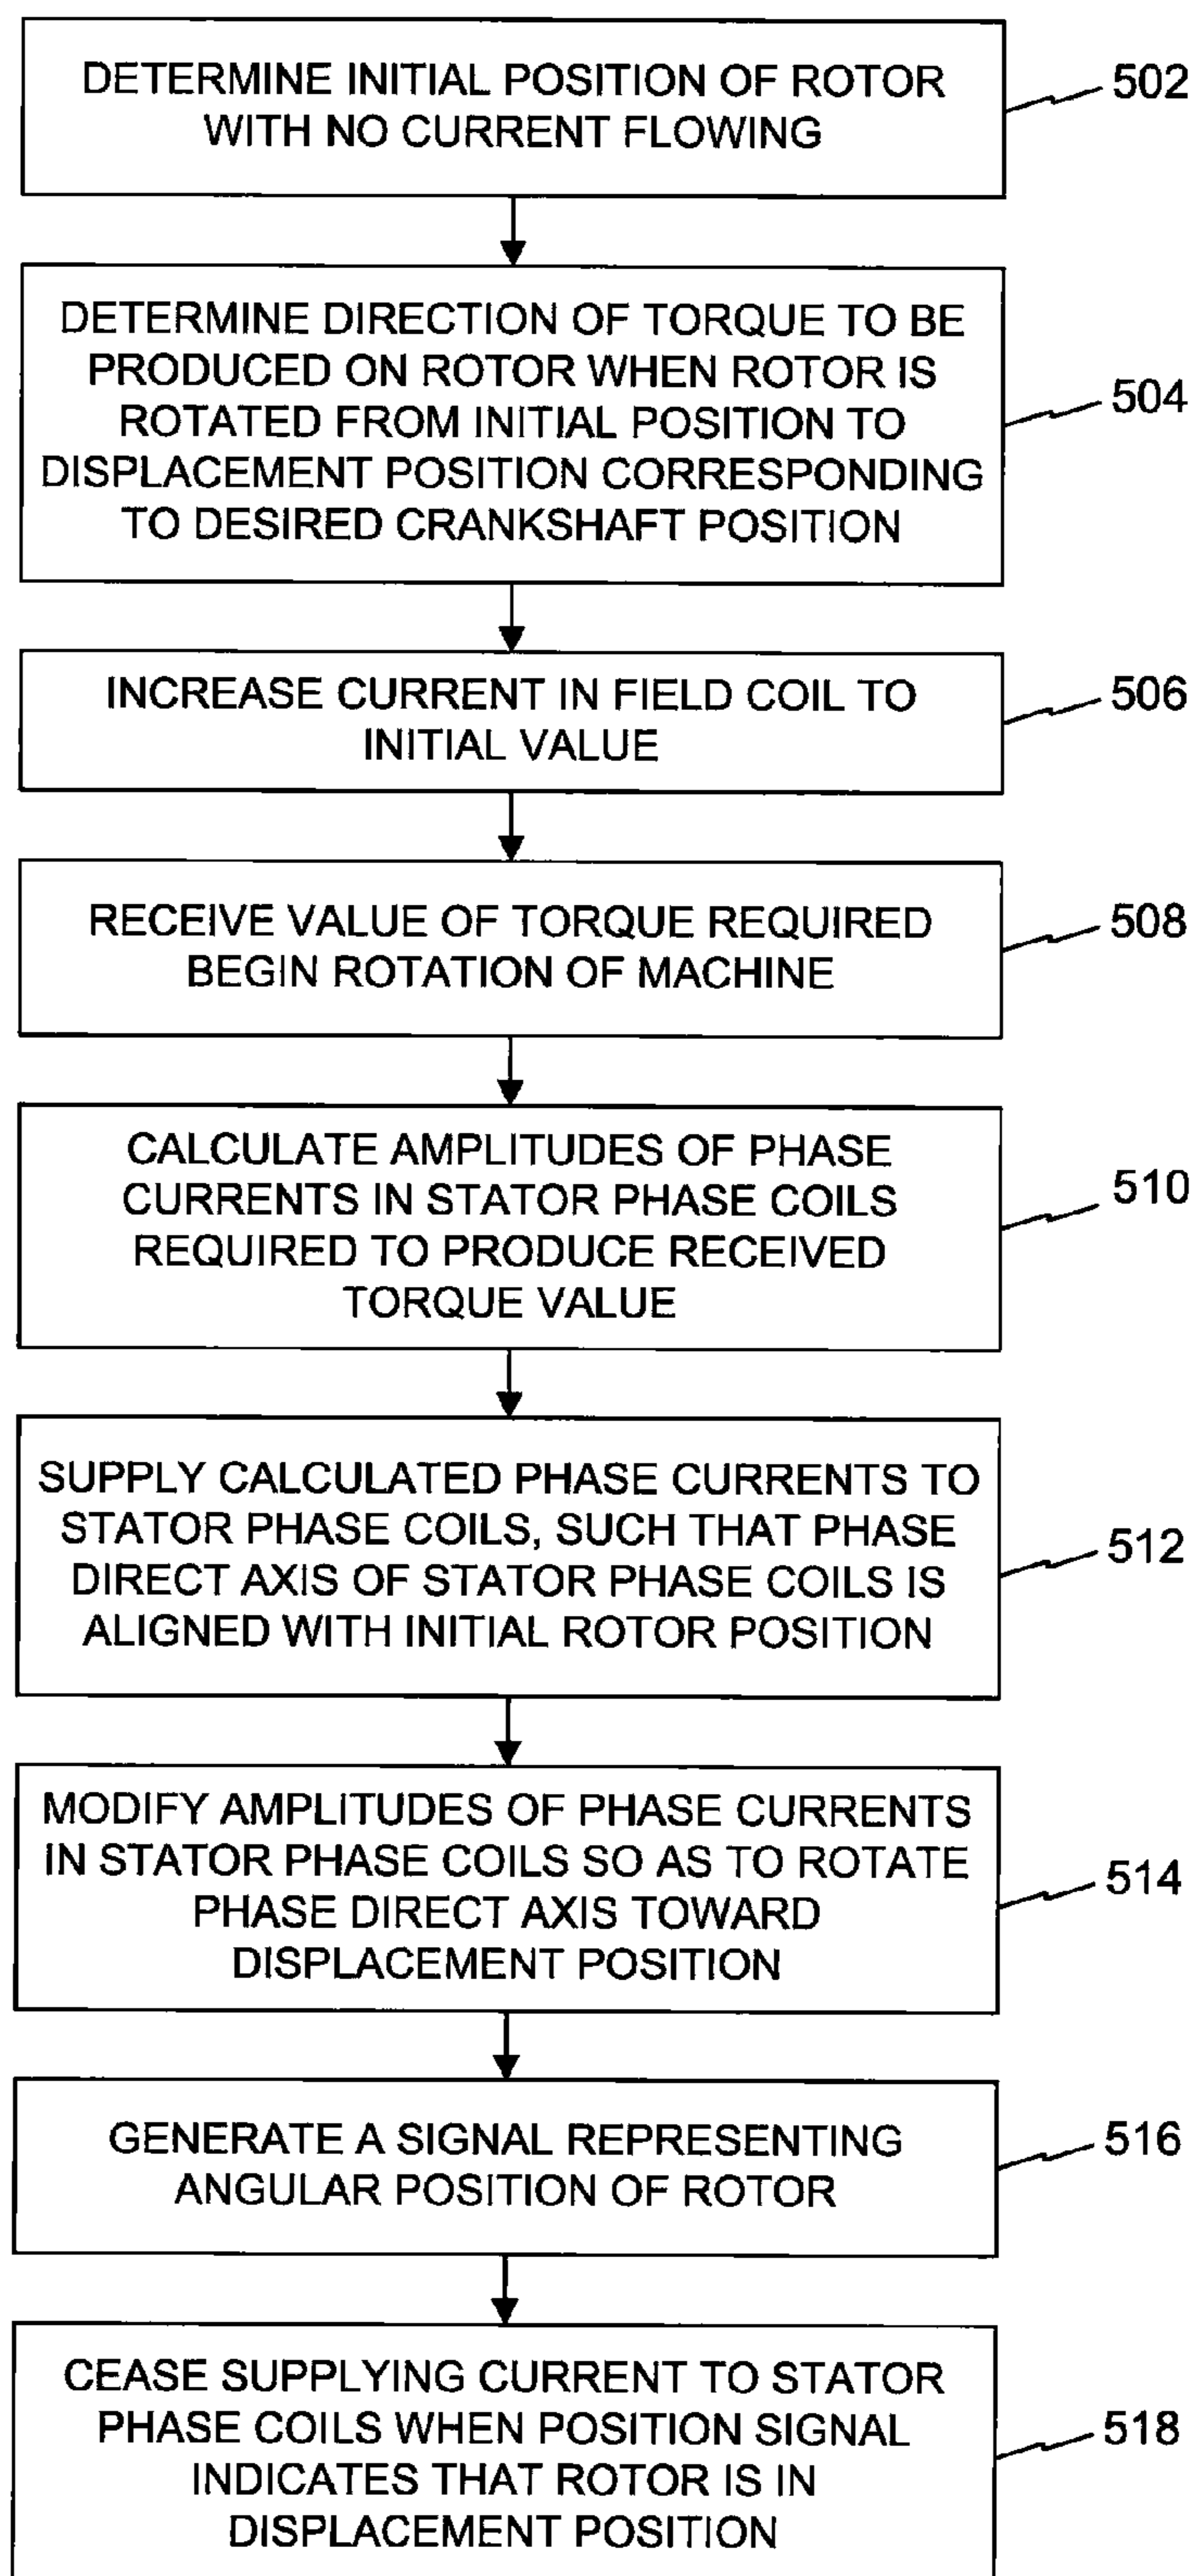 DETERMINE INITIAL POSITION OF ROTOR
WITH NO CURRENT FLOWING
502
DETERMINE DIRECTION OF TORQUE TO BE
PRODUCED ON ROTOR WHEN ROTOR IS
ROTATED FROM INITIAL POSITION TO
DISPLACEMENT POSITION CORRESPONDING
TO DESIRED CRANKSHAFT POSITION
504
INCREASE CURRENT IN FIELD COIL TO
INITIAL VALUE
506
RECEIVE VALUE OF TORQUE REQUIRED
BEGIN ROTATION OF MACHINE
508
CALCULATE AMPLITUDES OF PHASE
CURRENTS IN STATOR PHASE COILS
REQUIRED TO PRODUCE RECEIVED
TORQUE VALUE
510
SUPPLY CALCULATED PHASE CURRENTS TO
STATOR PHASE COILS, SUCH THAT PHASE
DIRECT AXIS OF STATOR PHASE COILS IS
ALIGNED WITH INITIAL ROTOR POSITION
512
MODIFY AMPLITUDES OF PHASE CURRENTS
IN STATOR PHASE COILS SO AS TO ROTATE
PHASE DIRECT AXIS TOWARD
DISPLACEMENT POSITION
514
GENERATE A SIGNAL REPRESENTING
ANGULAR POSITION OF ROTOR
516
CEASE SUPPLYING CURRENT TO STATOR
PHASE COILS WHEN POSITION SIGNAL
INDICATES THAT ROTOR IS IN
DISPLACEMENT POSITION
518